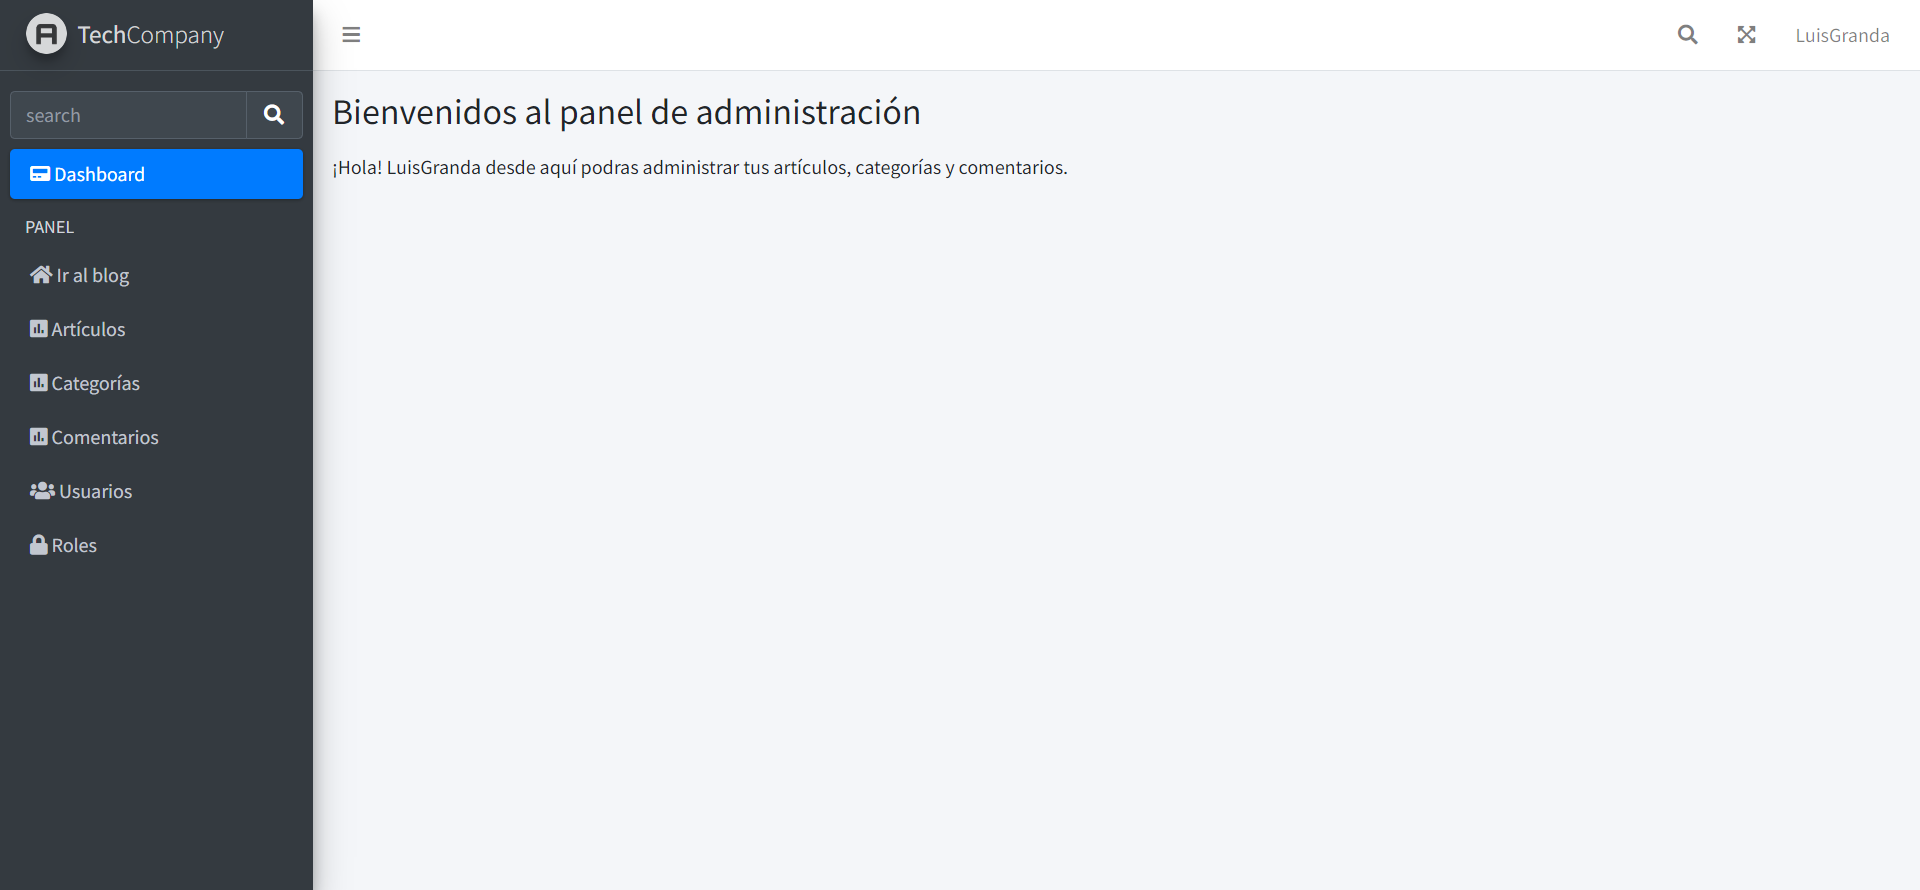 TechCompany
LuisGranda
search
Dashboard
PANEL
Ir al blog
Artículos
Categorías
Comentarios
Usuarios
Roles
Bienvenidos al panel de administración
¡Hola! LuisGranda desde aquí podras administrar tus artículos, categorías y comentarios.